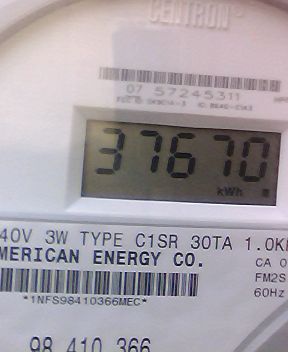 CENTRON®
07 57245311
37670
kWh
40V 3W TYPE C1SR 30TA 1.0K
MERICAN ENERGY CO.
CA 0
FM2S
60Hz
*1NFS98410366MEC*
98 410 366